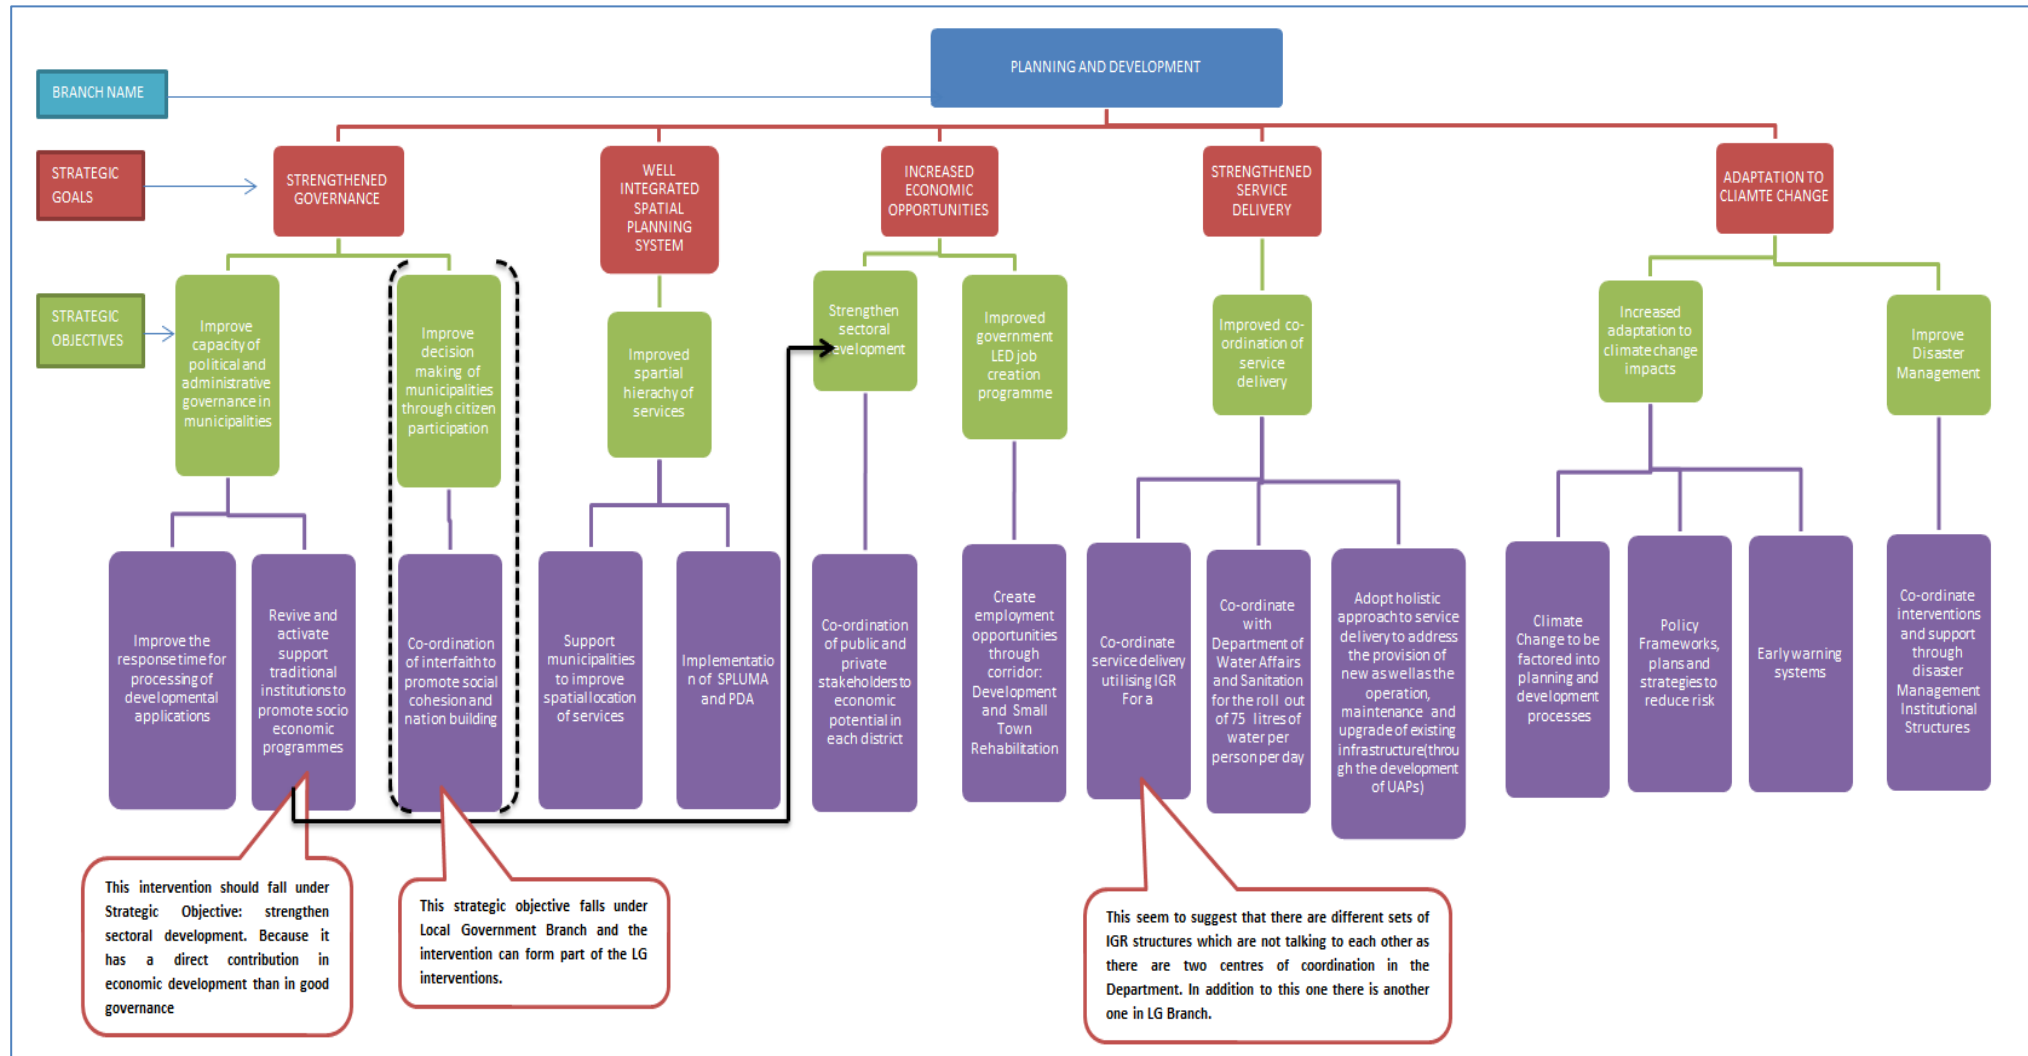 PLANNING AND DEVELOPMENT
BRANCH NAME
STRATEGIC
GOALS
STRENGTHENED
GOVERNANCE
WELL
INTEGRATED
SPATIAL
PLANNING
SYSTEM
INCREASED
ECONOMIC
OPPORTUNITIES
STRENGTHENED
SERVICE
DELIVERY
ADAPTATION TO
CLIAMTE CHANGE
STRATEGIC
OBJECTIVES
Improve
capacity of
political and
administrative
governance in
municipalities
Improve
decision
making of
municipalities
through citizen
participation
Improved
spartial
hierachy of
services
Strengthen
sectoral
development
Improved
government
LED job
creation
programme
Improved co-
ordination of
service
delivery
Increased
adaptation to
climate change
impacts
Improve
Disaster
Management
Improve the
response time for
processing of
developmental
applications
Revive and
activate
support
traditional
institutions to
promote socio
economic
programmes
Co-ordination
of interfaith to
promote social
cohesion and
nation building
Support
municipalities
to improve
spatial location
of services
Implementatio
n of SPLUMA
and PDA
Co-ordination
of public and
private
stakeholders to
economic
potential in
each district
Create
employment
opportunities
through
corridor:
Development
and Small
Town
Rehabilitation
Co-ordinate
service delivery
utilising IGR
For a
Co-ordinate
with
Department of
Water Affairs
and Sanitation
for the roll out
of 75 litres of
water per
person per day
Adopt holistic
approach to service
delivery to address
the provision of
new as well as the
operation,
maintenance and
upgrade of existing
infrastructure(throu
gh the development
of UAPs)
Climate
Change to be
factored into
planning and
development
processes
Policy
Frameworks,
plans and
strategies to
reduce risk
Early warning
systems
Co-ordinate
interventions
and support
through
disaster
Management
Institutional
Structures
This intervention should fall under
Strategic Objective: strengthen
sectoral development. Because it
has a direct contribution in
economic development than in good
governance
This strategic objective falls under
Local Government Branch and the
intervention can form part of the LG
interventions.
This seem to suggest that there are different sets of
IGR structures which are not talking to each other as
there are two centres of coordination in the
Department. In addition to this one there is another
one in LG Branch.